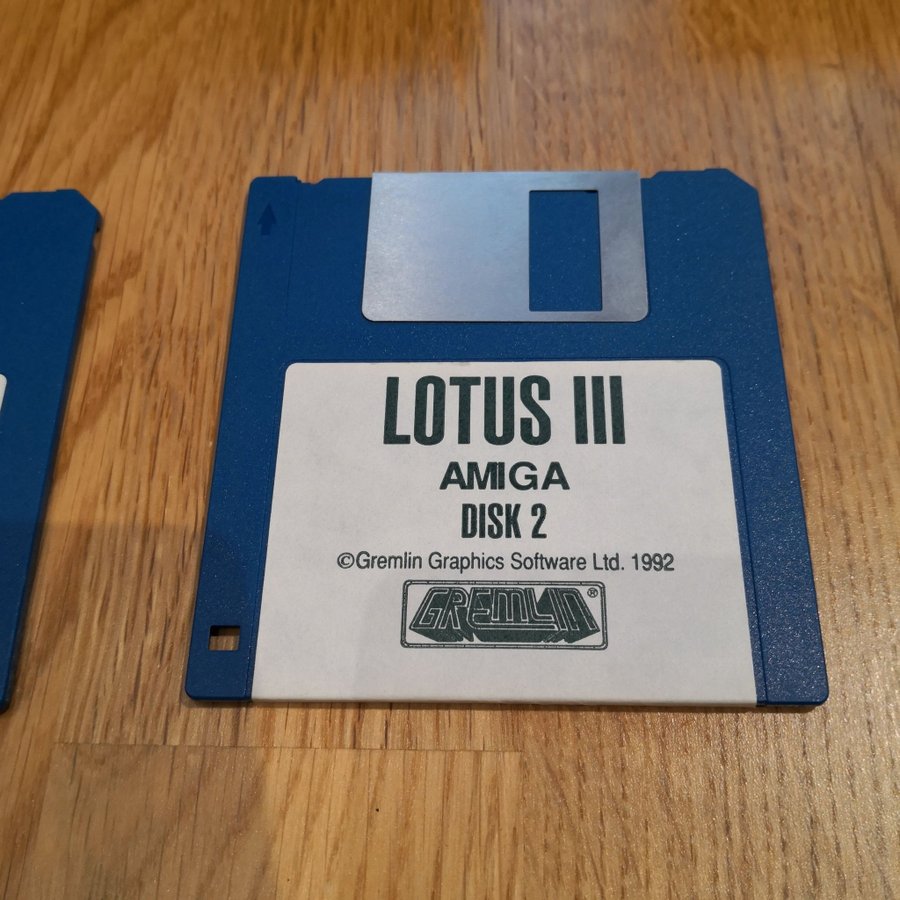 LOTUS III
AMIGA
DISK 2
©Gremlin Graphics Software Ltd. 1992
GREMLIN®